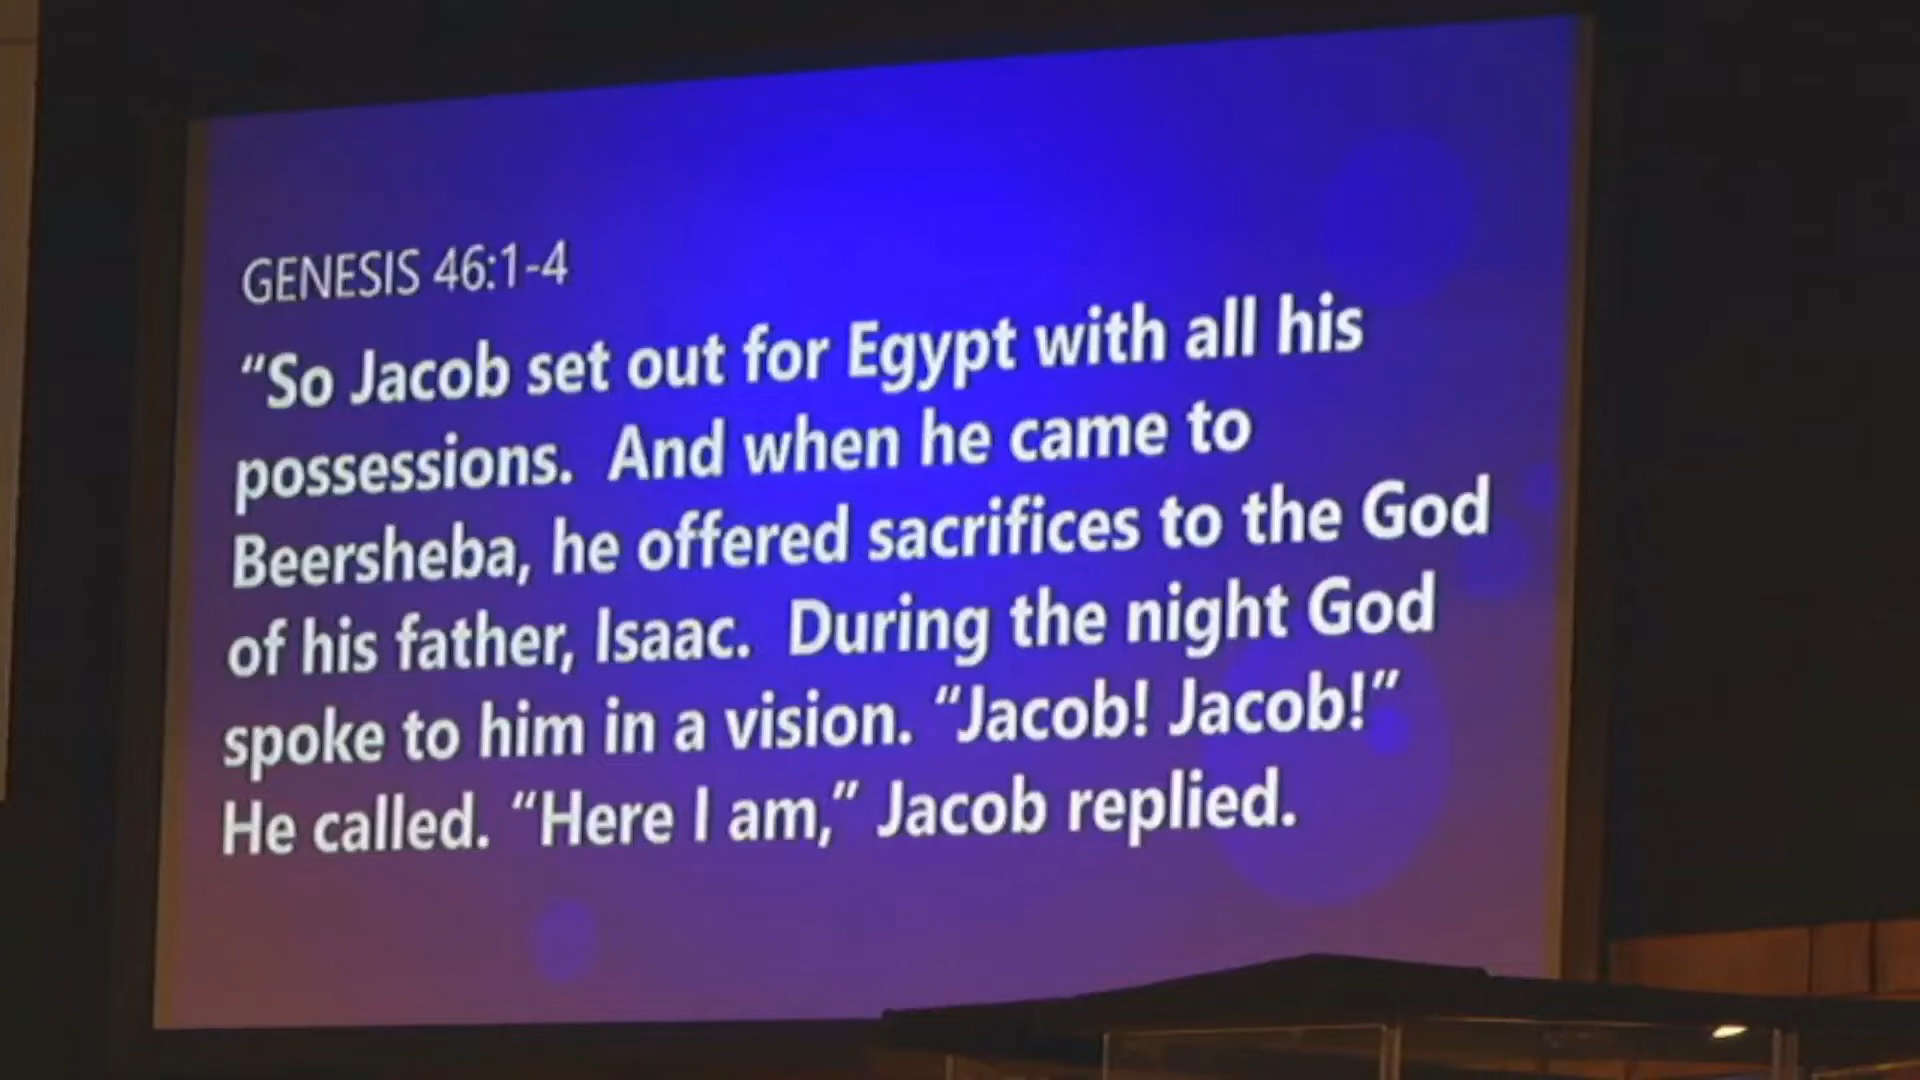 GENESIS 46:1-4
“So Jacob set out for Egypt with all his
possessions.  And when he came to
Beersheba, he offered sacrifices to the God
of his father, Isaac.  During the night God
spoke to him in a vision. “Jacob! Jacob!”
He called. “Here I am,” Jacob replied.